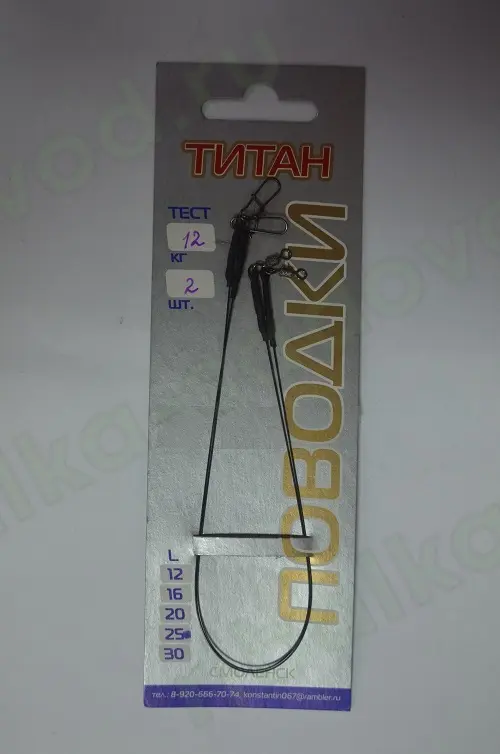 ТИТАН
ТЕСТ
12
КГ
2
ШТ.
ПОВОДКИ
L
12
16
20
25
30
СМОЛЕНСК
тел.: 8-920-666-70-74, konstantin067@rambler.ru